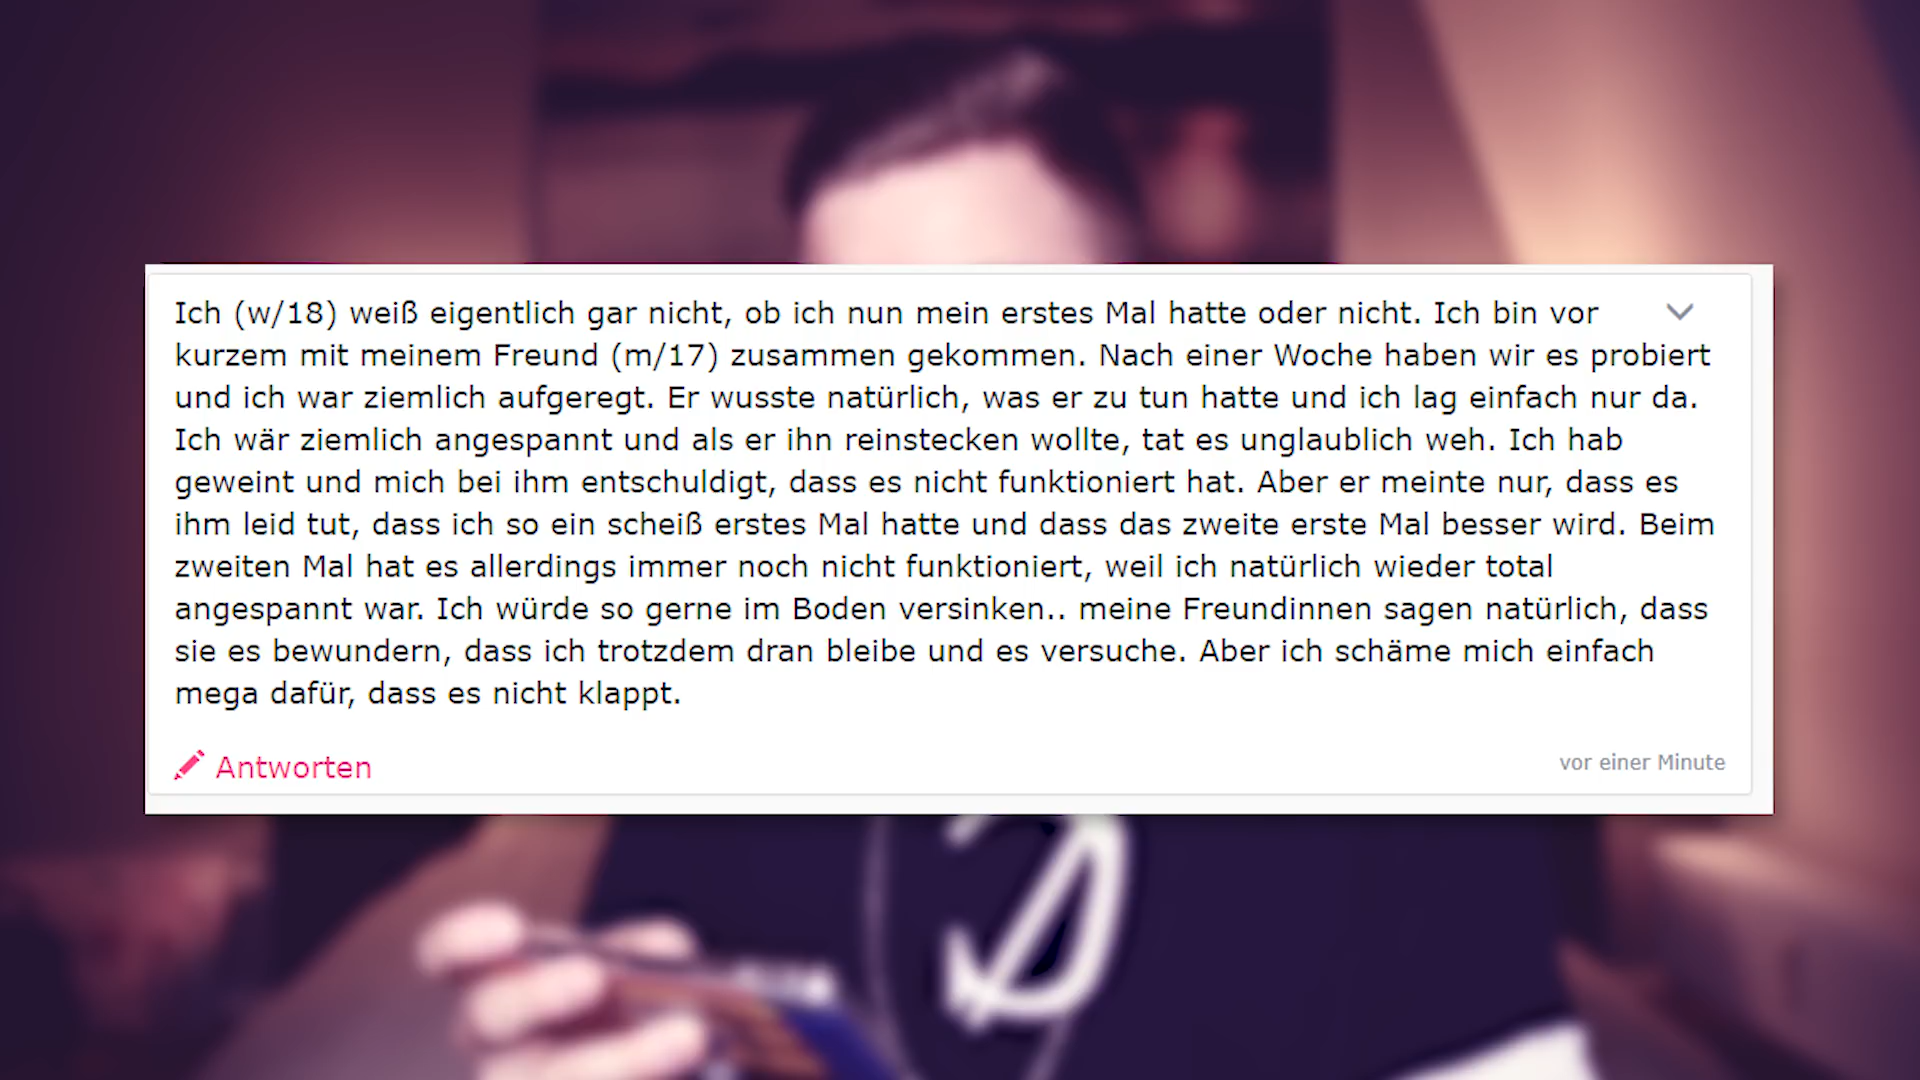 Ich (w/18) weiß eigentlich gar nicht, ob ich nun mein erstes Mal hatte oder nicht. Ich bin vor
kurzem mit meinem Freund (m/17) zusammen gekommen. Nach einer Woche haben wir es probiert
und ich war ziemlich aufgeregt. Er wusste natürlich, was er zu tun hatte und ich lag einfach nur da.
Ich wär ziemlich angespannt und als er ihn reinstecken wollte, tat es unglaublich weh. Ich hab
geweint und mich bei ihm entschuldigt, dass es nicht funktioniert hat. Aber er meinte nur, dass es
ihm leid tut, dass ich so ein scheiß erstes Mal hatte und dass das zweite erste Mal besser wird. Beim
zweiten Mal hat es allerdings immer noch nicht funktioniert, weil ich natürlich wieder total
angespannt war. Ich würde so gerne im Boden versinken.. meine Freundinnen sagen natürlich, dass
sie es bewundern, dass ich trotzdem dran bleibe und es versuche. Aber ich schäme mich einfach
mega dafür, dass es nicht klappt.
Antworten
vor einer Minute